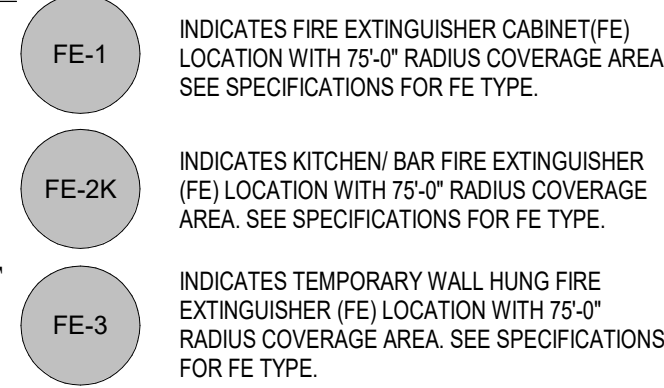 FE-1
INDICATES FIRE EXTINGUISHER CABINET(FE)
LOCATION WITH 75'-0" RADIUS COVERAGE AREA
SEE SPECIFICATIONS FOR FE TYPE.
FE-2K
INDICATES KITCHEN/ BAR FIRE EXTINGUISHER
(FE) LOCATION WITH 75'-0" RADIUS COVERAGE
AREA. SEE SPECIFICATIONS FOR FE TYPE.
FE-3
INDICATES TEMPORARY WALL HUNG FIRE
EXTINGUISHER (FE) LOCATION WITH 75'-0"
RADIUS COVERAGE AREA. SEE SPECIFICATIONS
FOR FE TYPE.